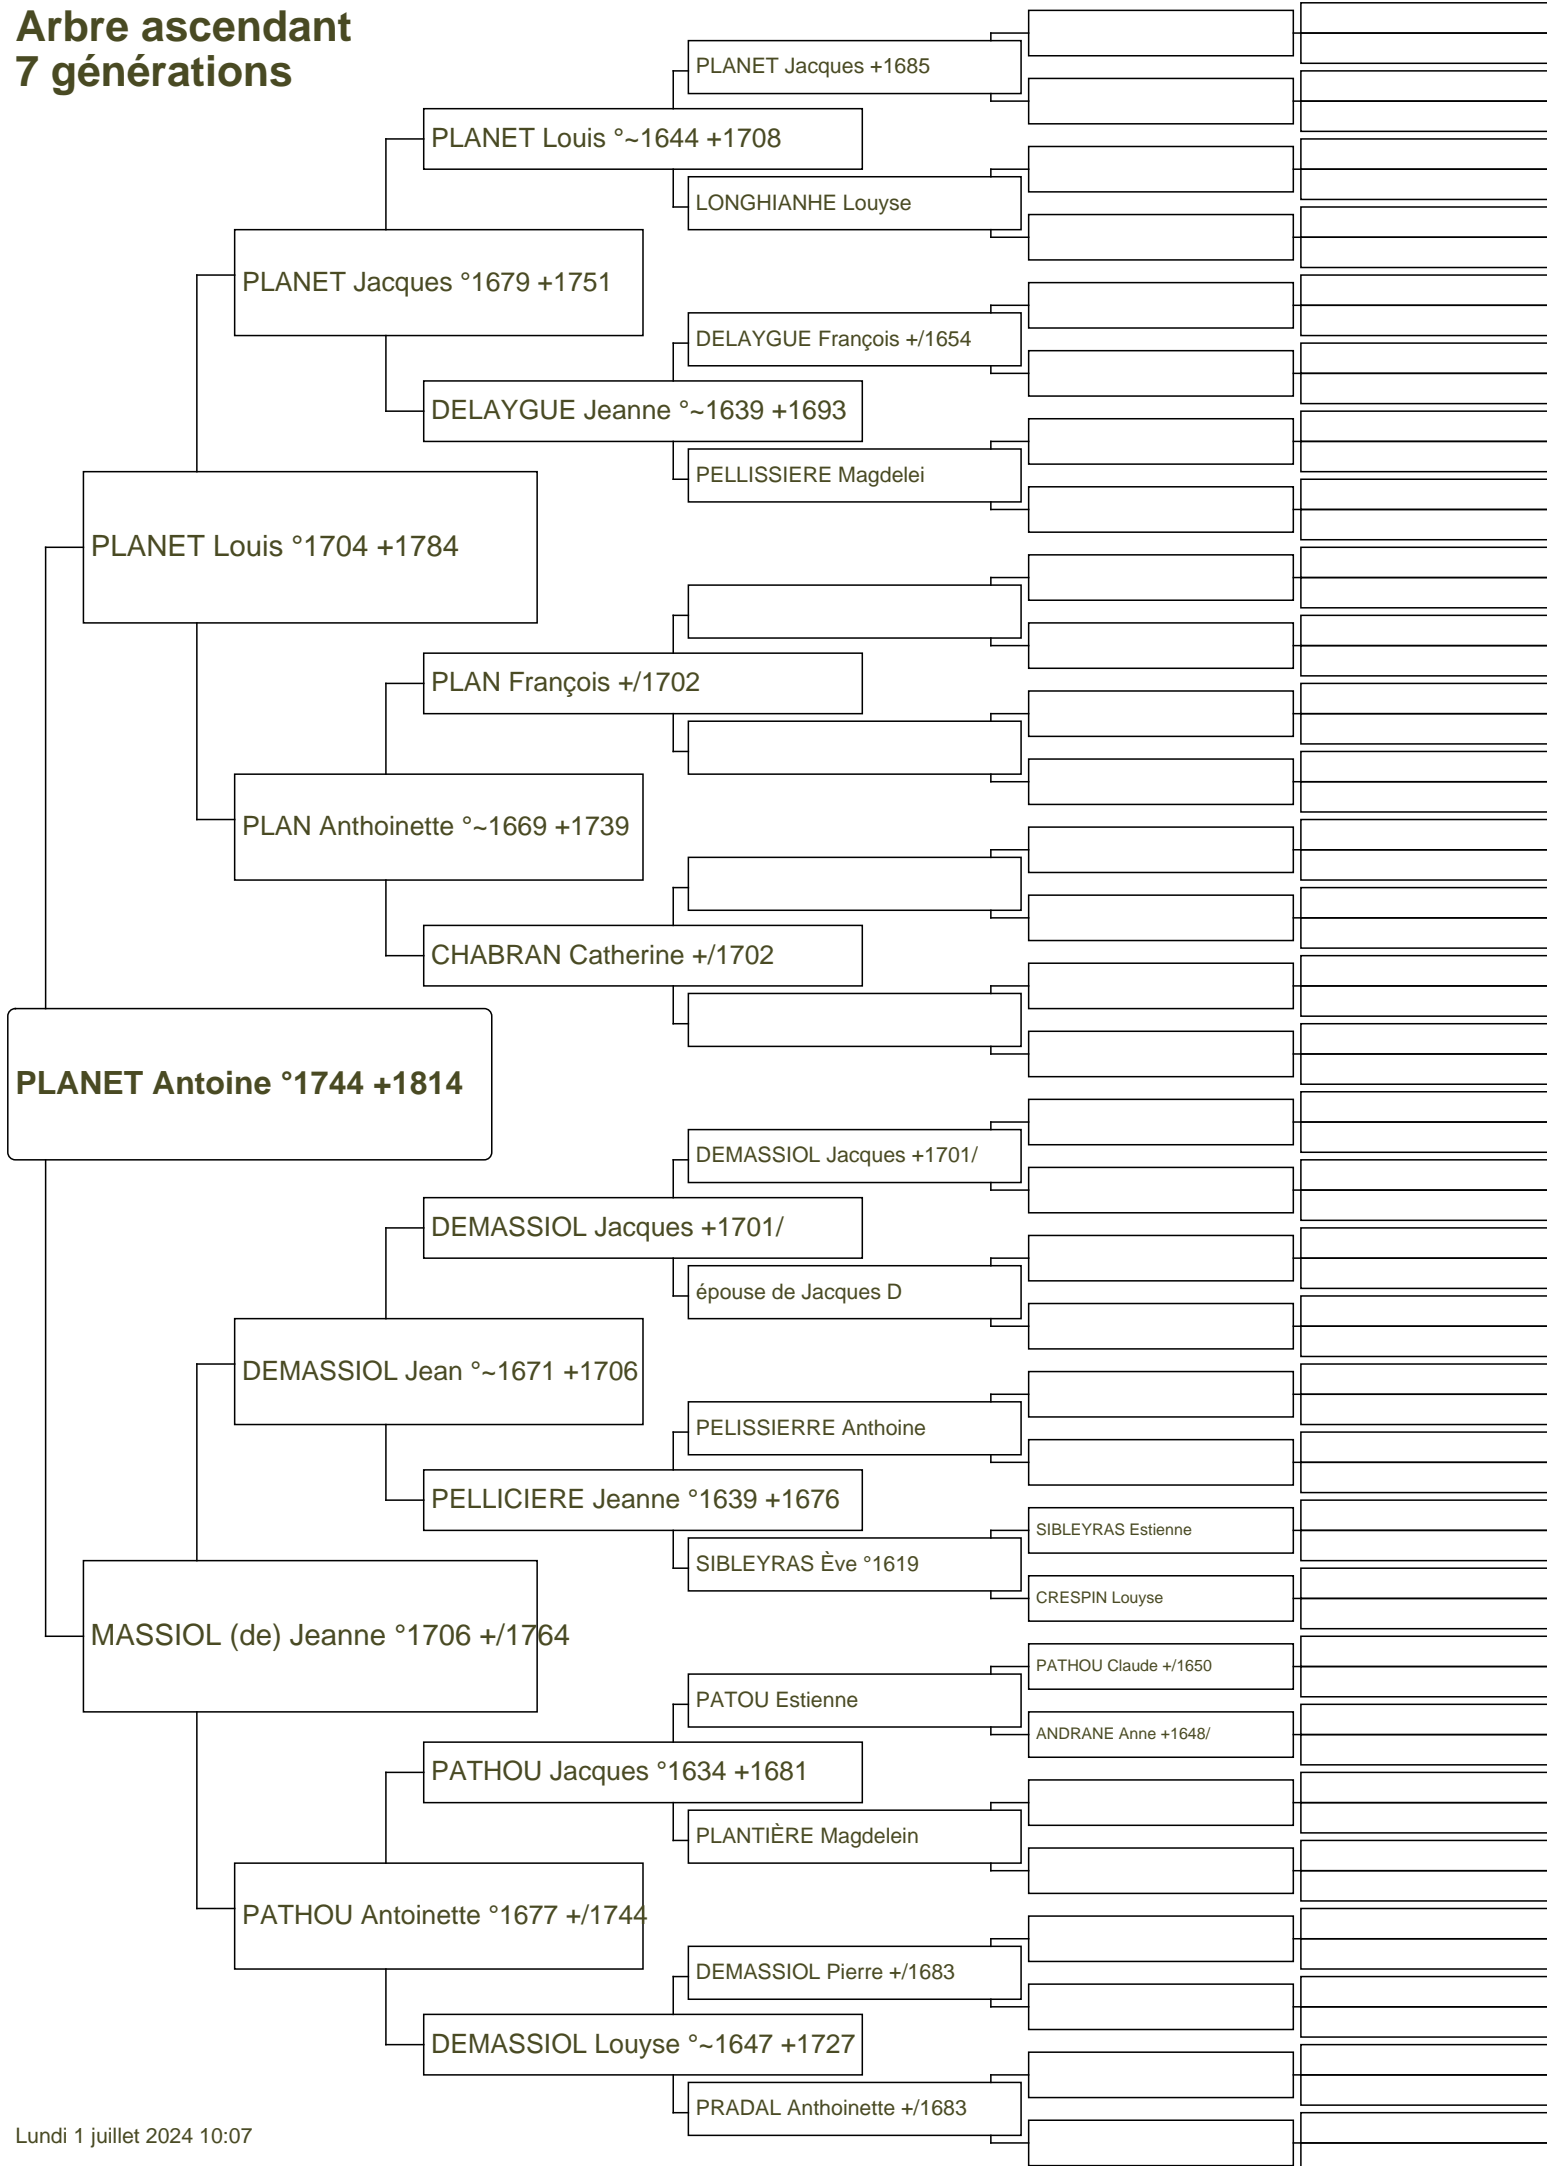 Arbre ascendant
7 générations
PLANET Jacques +1685
PLANET Louis °~1644 +1708
LONGHIANHE Louyse
PLANET Jacques °1679 +1751
DELAYGUE François +/1654
DELAYGUE Jeanne °~1639 +1693
PELLISSIERE Magdelei
PLANET Louis °1704 +1784
PLAN François +/1702
PLAN Anthoinette °~1669 +1739
CHABRAN Catherine +/1702
PLANET Antoine °1744 +1814
DEMASSIOL Jacques +1701/
DEMASSIOL Jacques +1701/
épouse de Jacques D
DEMASSIOL Jean °~1671 +1706
PELISSIERRE Anthoine
PELLICIERE Jeanne °1639 +1676
SIBLEYRAS Estienne
SIBLEYRAS Ève °1619
CRESPIN Louyse
MASSIOL (de) Jeanne °1706 +/1764
PATHOU Claude +/1650
PATOU Estienne
ANDRANE Anne +1648/
PATHOU Jacques °1634 +1681
PLANTIÈRE Magdelein
PATHOU Antoinette °1677 +/1744
DEMASSIOL Pierre +/1683
DEMASSIOL Louyse °~1647 +1727
PRADAL Anthoinette +/1683
Lundi 1 juillet 2024 10:07